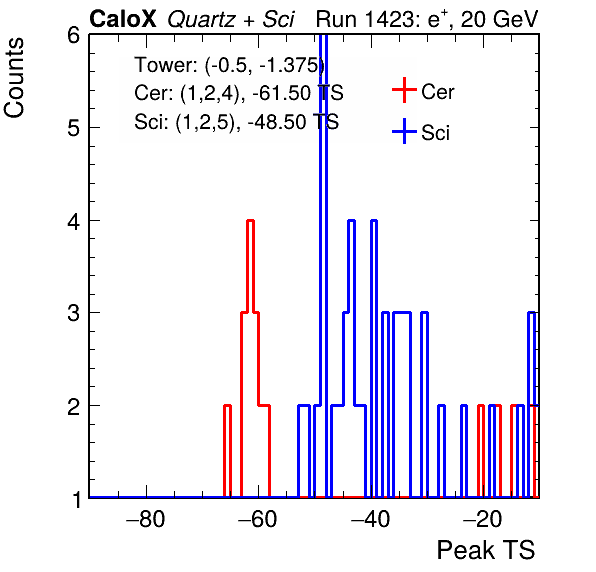 CaloX Quartz + Sci Run 1423: e⁺, 20 GeV
Counts
Tower: (-0.5, -1.375)
Cer: (1,2,4), -61.50 TS
Sci: (1,2,5), -48.50 TS
Cer
Sci
6
5
4
3
2
1
−80 −60 −40 −20
Peak TS